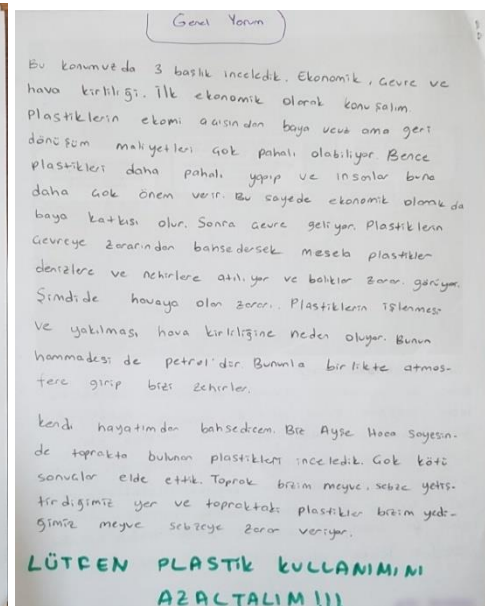 Genel Yorum
Bu konumuzda 3 başlık inceledik. Ekonomik, çevre ve
hava kirliliği. İlk ekonomik olarak konuşalım.
Plastiklerin ekomi açısından baya ucuz ama geri
dönüşüm maliyetleri çok pahalı olabiliyor. Bence
plastikleri daha pahalı yapıp ve insanlar buna
daha çok önem verir. Bu sayede ekonomik olarak da
baya katkısı olur. Sonra çevre geliyor. Plastiklerin
çevreye zararından bahsedersek mesela plastikler
denizlere ve nehirlere atılıyor ve balıklar zarar görüyor.
Şimdi de havaya olan zararı. Plastiklerin işlenmesi
ve yakılması hava kirliliğine neden oluyor. Bunun
hammadesi de petrol'dür. Bununla birlikte atmos-
fere girip bizi zehirler.
kendi hayatımdan bahsedicem. Biz Ayşe Hoca sayesin-
de toprakta bulunan plastikleri inceledik. Çok kötü
sonuçlar elde ettik. Toprak bizim meyve, sebze yetiş-
tirdiğimiz yer ve topraktaki plastikler bizim yedi-
ğimiz meyve sebzeye zarar veriyor.
LÜTFEN PLASTİK KULLANIMINI
AZALTALIM!!!